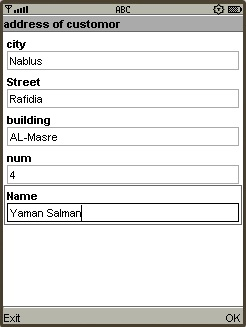 ABC
address of customor
city
Nablus
Street
Rafidia
building
AL-Masre
num
4
Name
Yaman Salman
Exit OK